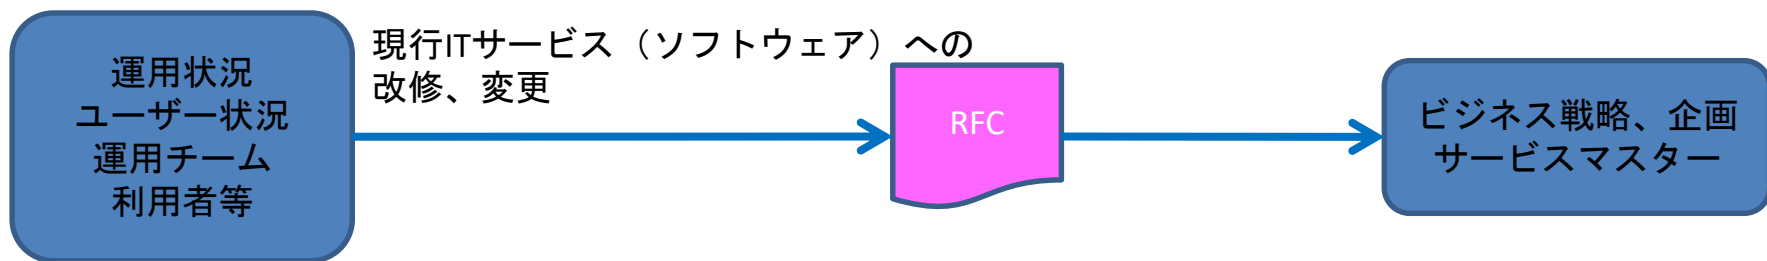 運用状況
ユーザー状況
運用チーム
利用者等
現行ITサービス（ソフトウェア）への
改修、変更
RFC
ビジネス戦略、企画
サービスマスター